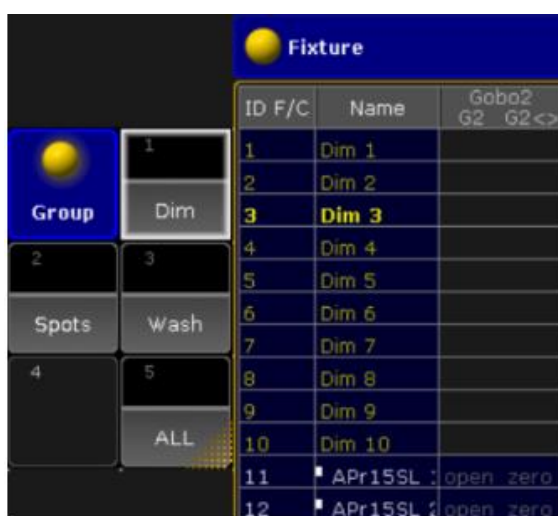 Fixture
ID F/C Name Gobo2
G2 G2<>
1 Dim 1
2 Dim 2
3 Dim 3
4 Dim 4
5 Dim 5
6 Dim 6
7 Dim 7
8 Dim 8
9 Dim 9
10 Dim 10
11 APr15SL open zero
12 APr15SL open zero
Group
1
Dim
2
Spots
3
Wash
4
5
ALL